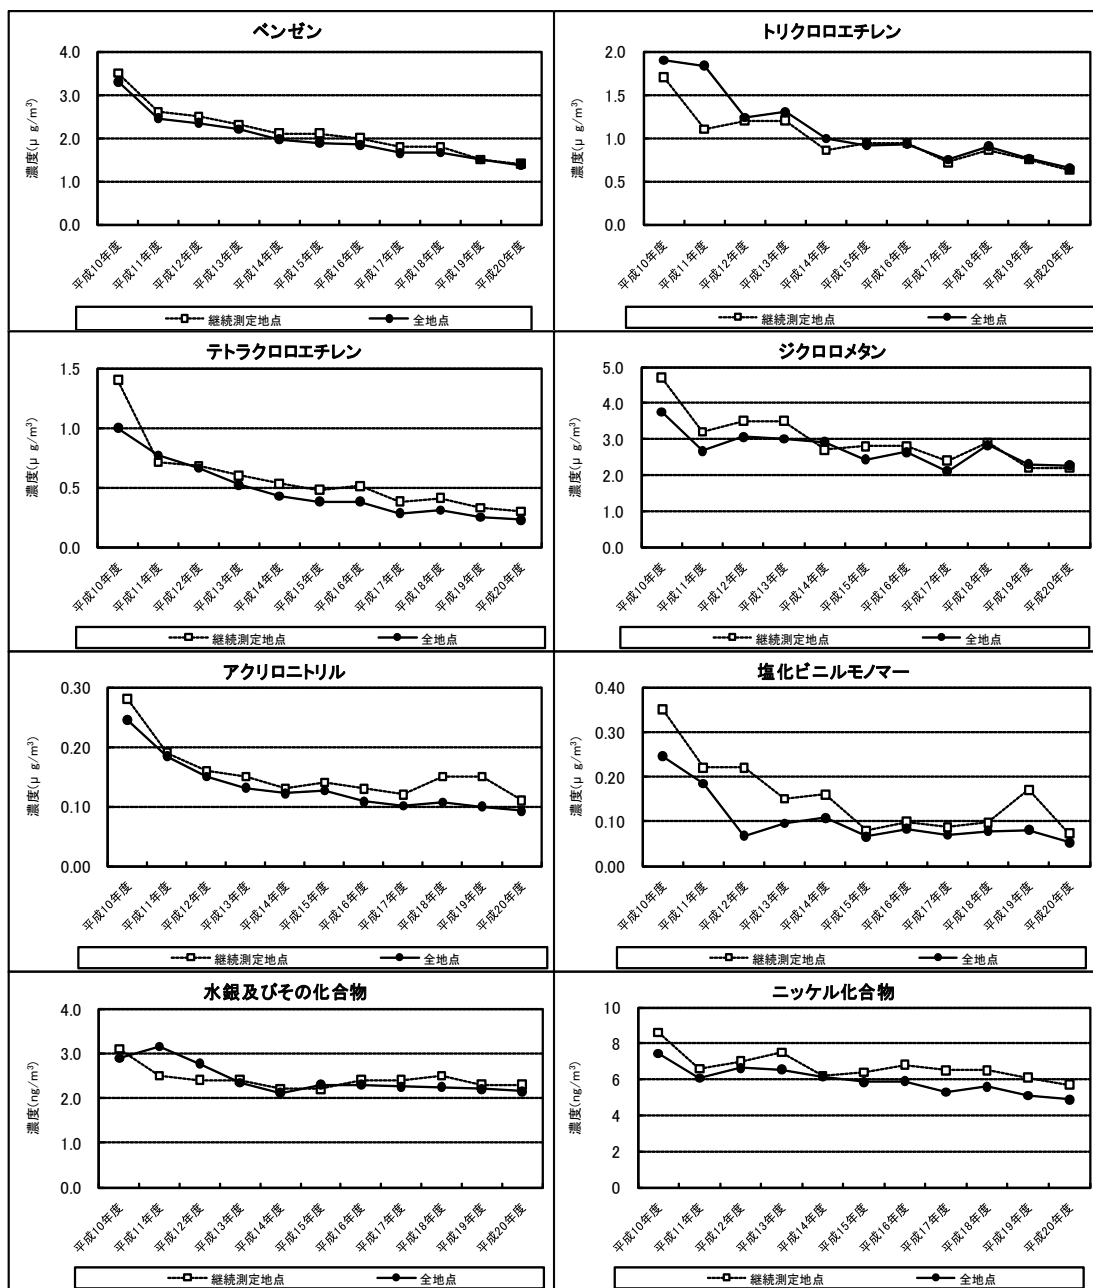 ベンゼン
濃度(μ g/m³)
4.0
3.0
2.0
1.0
0.0
平成10年度 平成11年度 平成12年度 平成13年度 平成14年度 平成15年度 平成16年度 平成17年度 平成18年度 平成19年度 平成20年度
継続測定地点 全地点
トリクロロエチレン
濃度(μ g/m³)
2.0
1.5
1.0
0.5
0.0
平成10年度 平成11年度 平成12年度 平成13年度 平成14年度 平成15年度 平成16年度 平成17年度 平成18年度 平成19年度 平成20年度
継続測定地点 全地点
テトラクロロエチレン
濃度(μ g/m³)
1.5
1.0
0.5
0.0
平成10年度 平成11年度 平成12年度 平成13年度 平成14年度 平成15年度 平成16年度 平成17年度 平成18年度 平成19年度 平成20年度
継続測定地点 全地点
ジクロロメタン
濃度(μ g/m³)
5.0
4.0
3.0
2.0
1.0
0.0
平成10年度 平成11年度 平成12年度 平成13年度 平成14年度 平成15年度 平成16年度 平成17年度 平成18年度 平成19年度 平成20年度
継続測定地点 全地点
アクリロニトリル
濃度(μ g/m³)
0.30
0.20
0.10
0.00
平成10年度 平成11年度 平成12年度 平成13年度 平成14年度 平成15年度 平成16年度 平成17年度 平成18年度 平成19年度 平成20年度
継続測定地点 全地点
塩化ビニルモノマー
濃度(μ g/m³)
0.40
0.30
0.20
0.10
0.00
平成10年度 平成11年度 平成12年度 平成13年度 平成14年度 平成15年度 平成16年度 平成17年度 平成18年度 平成19年度 平成20年度
継続測定地点 全地点
水銀及びその化合物
濃度(ng/m³)
4.0
3.0
2.0
1.0
0.0
平成10年度 平成11年度 平成12年度 平成13年度 平成14年度 平成15年度 平成16年度 平成17年度 平成18年度 平成19年度 平成20年度
継続測定地点 全地点
ニッケル化合物
濃度(ng/m³)
10
8
6
4
2
0
平成10年度 平成11年度 平成12年度 平成13年度 平成14年度 平成15年度 平成16年度 平成17年度 平成18年度 平成19年度 平成20年度
継続測定地点 全地点